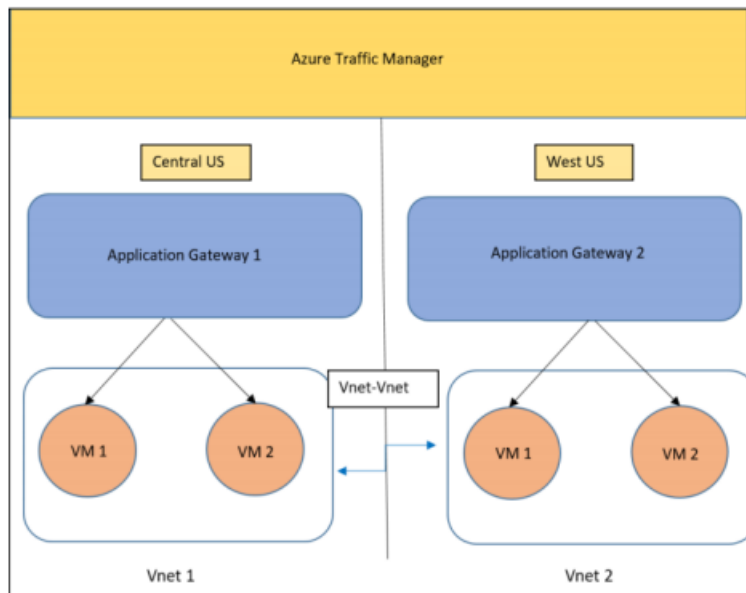 Azure Traffic Manager
Central US
West US
Application Gateway 1
Application Gateway 2
Vnet-Vnet
VM 1
VM 2
VM 1
VM 2
Vnet 1
Vnet 2